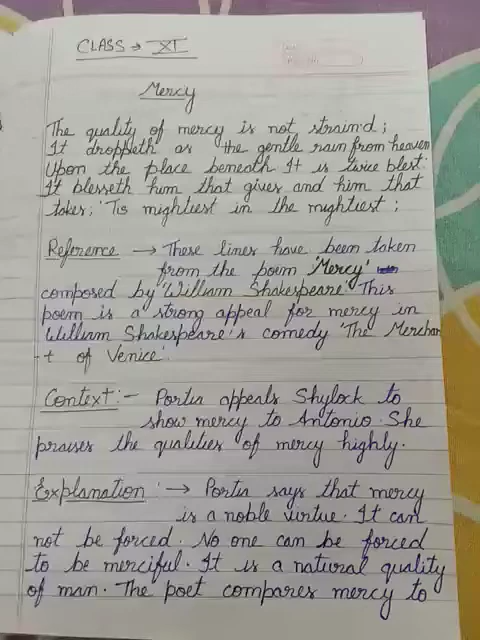 CLASS → XI
Mercy
The quality of mercy is not strain'd;
It droppeth as the gentle rain from heaven
Upon the place beneath It is twice blest.
It blesseth him that gives and him that
takes; 'Tis mightiest in the mightiest;
Reference → These lines have been taken
from the poem 'Mercy'
composed by 'William Shakespeare' This
poem is a strong appeal for mercy in
William Shakespeare's comedy 'The Merchan
-t of Venice'.
Context:- Portia appeals Shylock to
show mercy to Antonio. She
praises the qualities of mercy highly.
Explanation :→ Portia says that mercy
is a noble virtue. It can
not be forced. No one can be forced
to be merciful. It is a natural quality
of man. The poet compares mercy to